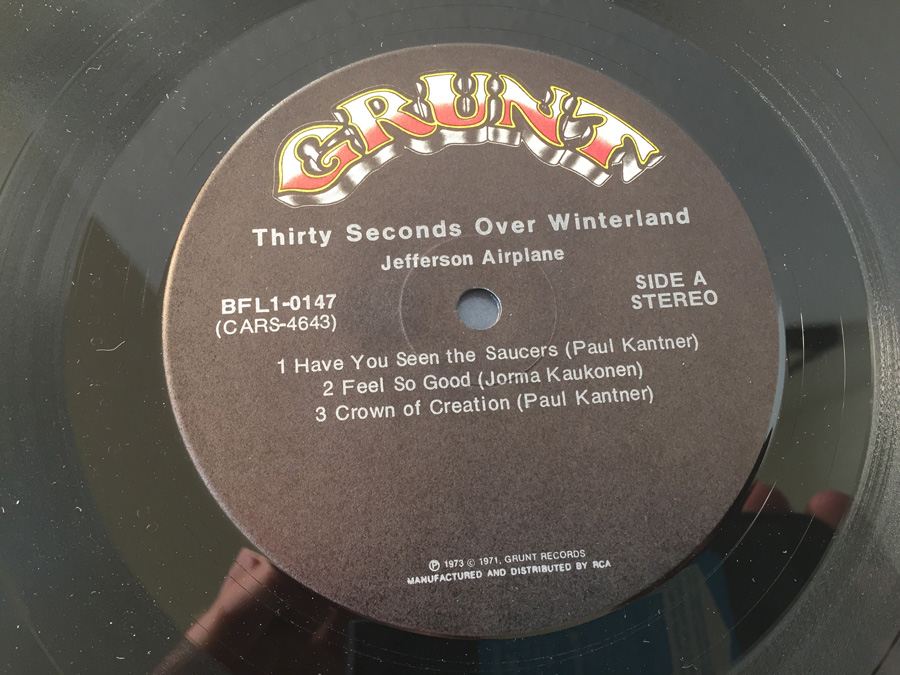 GRUNT
Thirty Seconds Over Winterland
Jefferson Airplane
BFL1-0147
(CARS-4643)
SIDE A
STEREO
1 Have You Seen the Saucers (Paul Kantner)
2 Feel So Good (Jorma Kaukonen)
3 Crown of Creation (Paul Kantner)
Ⓟ 1973 © 1971, GRUNT RECORDS
MANUFACTURED AND DISTRIBUTED BY RCA